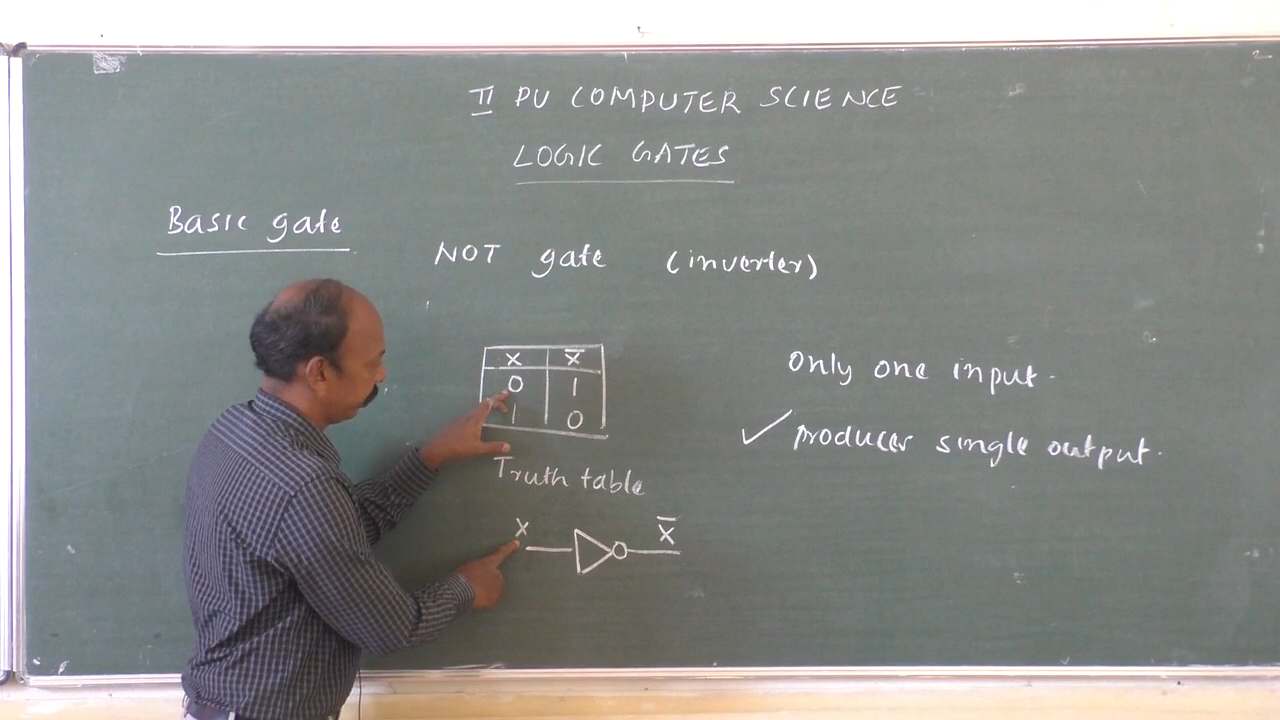 II PU COMPUTER SCIENCE
LOGIC GATES
Basic gate
NOT gate (inverter)
X X̅
0 1
1 0
Truth table
X X̅
Only one input.
✓ producer single output.